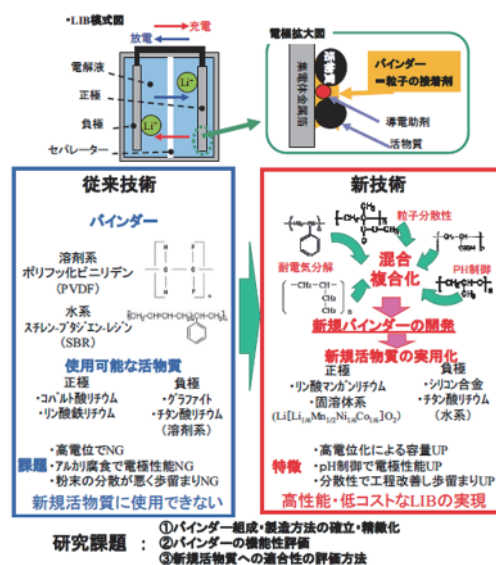 ・LIB模式図
充電
放電
電解液
正極
負極
セパレーター
Li⁺
Li⁺
電極拡大図
集電体金属箔
活物質
バインダー
=粒子の接着剤
導電助剤
活物質
従来技術
バインダー
溶剤系
ポリフッ化ビニリデン
(PVDF)
水系
スチレン・ブタジエン・レジン
(SBR)
使用可能な活物質
正極
・コバルト酸リチウム
・リン酸鉄リチウム
負極
・グラファイト
・チタン酸リチウム
(溶剤系)
課題
・高電位でNG
・アルカリ腐食で電極性能NG
・粉末の分散が悪く歩留まりNG
新規活物質に使用できない
新技術
粒子分散性
混合
複合化
耐電気分解
PH制御
新規バインダーの開発
新規活物質の実用化
正極
・リン酸マンガンリチウム
・固溶体系
(Li[Li₁/₆Mn₁/₂Ni₁/₆Co₁/₆]O₂)
負極
・シリコン合金
・チタン酸リチウム
(水系)
特徴
・高電位化による容量UP
・pH制御で電極性能UP
・分散性で工程改善し歩留まりUP
高性能・低コストなLIBの実現
研究課題 :
①バインダー組成・製造方法の確立・精緻化
②バインダーの機能性評価
③新規活物質への適合性の評価方法